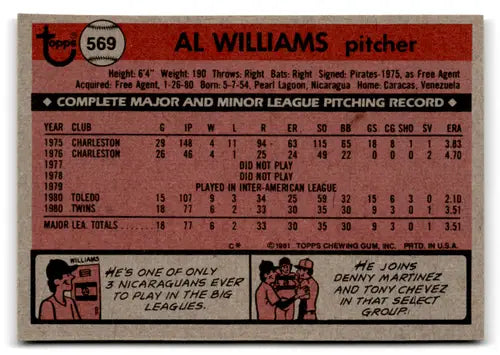 Topps 569 AL WILLIAMS pitcher
Height: 6'4" Weight: 190 Throws: Right Bats: Right Signed: Pirates-1975, as Free Agent
Acquired: Free Agent, 1-26-80 Born: 5-7-54, Pearl Lagoon, Nicaragua Home: Caracas, Venezuela
◆ COMPLETE MAJOR AND MINOR LEAGUE PITCHING RECORD ◆
YEAR CLUB G IP W L R ER SO BB GS CG SHO SV ERA
1975 CHARLESTON 29 148 4 11 94 63 115 65 18 8 1 1 3.83
1976 CHARLESTON 26 46 4 1 25 24 49 22 0 0 0 2 4.70
1977 DID NOT PLAY
1978 DID NOT PLAY
1979 PLAYED IN INTER-AMERICAN LEAGUE
1980 TOLEDO 15 107 9 3 34 25 59 32 15 6 3 0 2.10
1980 TWINS 18 77 6 2 33 30 35 30 9 3 0 1 3.51
MAJOR LEA. TOTALS 18 77 6 2 33 30 35 30 9 3 0 1 3.51
C* ©1981 TOPPS CHEWING GUM, INC. PRTD. IN U.S.A.
WILLIAMS
HE'S ONE OF ONLY
3 NICARAGUANS EVER
TO PLAY IN THE BIG
LEAGUES.
HE JOINS
DENNY MARTINEZ
AND TONY CHEVEZ
IN THAT SELECT
GROUP.